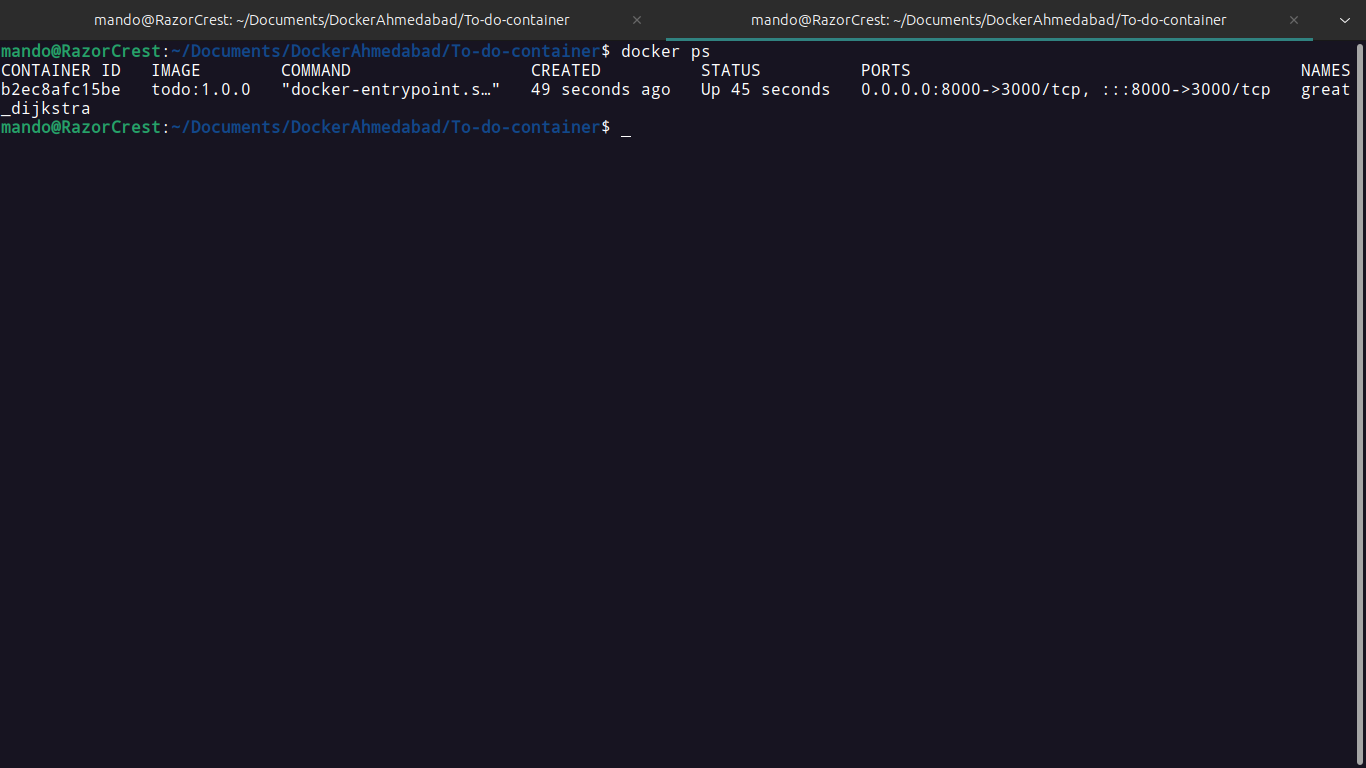 mando@RazorCrest: ~/Documents/DockerAhmedabad/To-do-container × mando@RazorCrest: ~/Documents/DockerAhmedabad/To-do-container ×
mando@RazorCrest:~/Documents/DockerAhmedabad/To-do-container$ docker ps
CONTAINER ID   IMAGE        COMMAND                  CREATED          STATUS          PORTS                                       NAMES
b2ec8afc15be   todo:1.0.0   "docker-entrypoint.s…"   49 seconds ago   Up 45 seconds   0.0.0.0:8000->3000/tcp, :::8000->3000/tcp   great
_dijkstra
mando@RazorCrest:~/Documents/DockerAhmedabad/To-do-container$ _